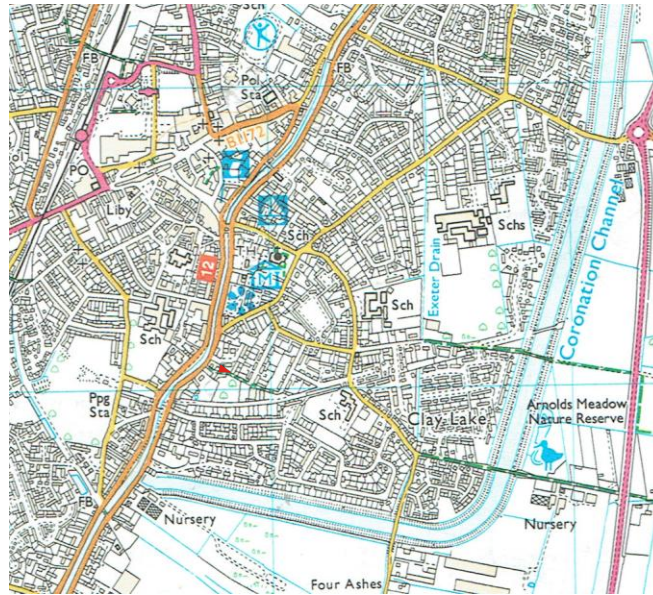 Sch
FB
FB
Pol
Sta
B1172
PO
Liby
Sch
Schs
Exeter Drain
Coronation Channel
12
M
Sch
Sch
Ppg
Sta
Sch
Clay Lake
Arnolds Meadow
Nature Reserve
FB
Nursery
Nursery
Four Ashes